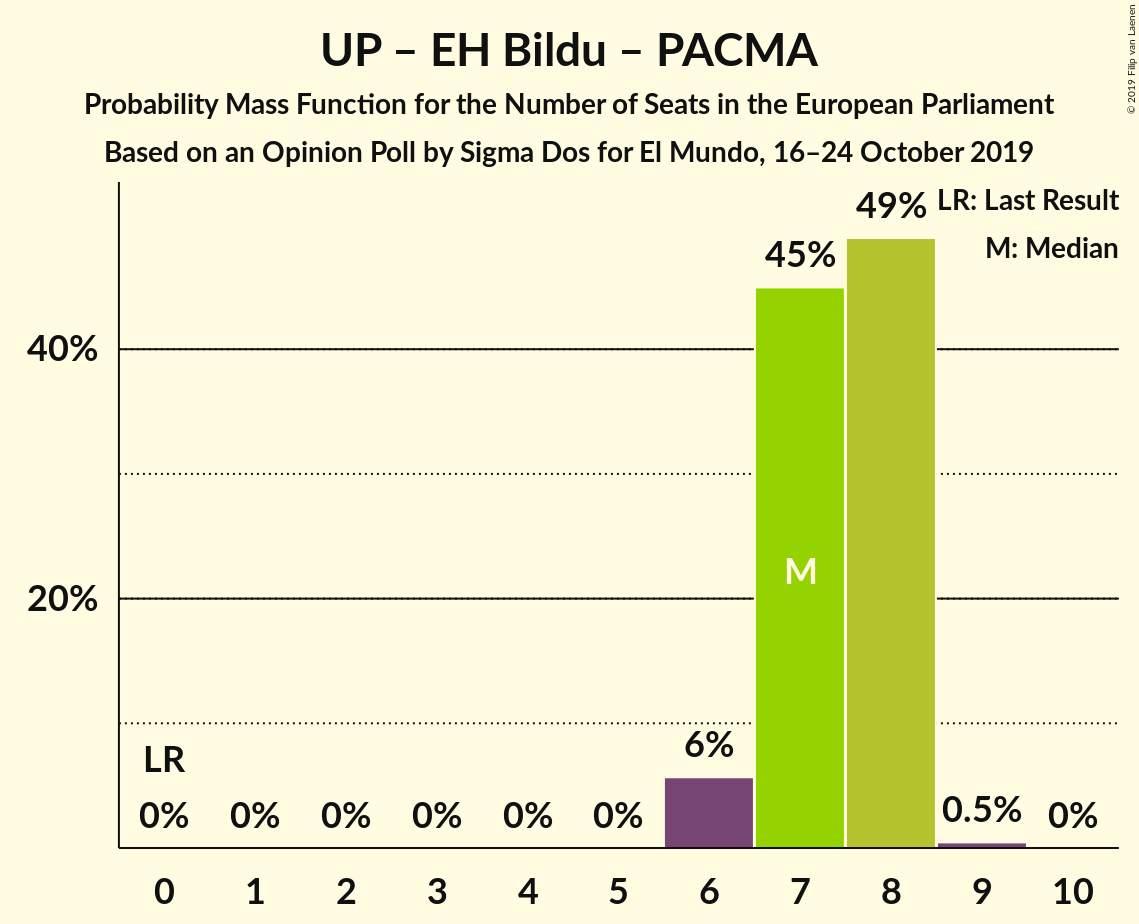 UP – EH Bildu – PACMA
Probability Mass Function for the Number of Seats in the European Parliament
Based on an Opinion Poll by Sigma Dos for El Mundo, 16–24 October 2019
© 2019 Filip van Laenen
LR: Last Result
M: Median
49%
45%
40%
M
20%
LR
6%
0% 0% 0% 0% 0% 0% 0.5% 0%
0 1 2 3 4 5 6 7 8 9 10